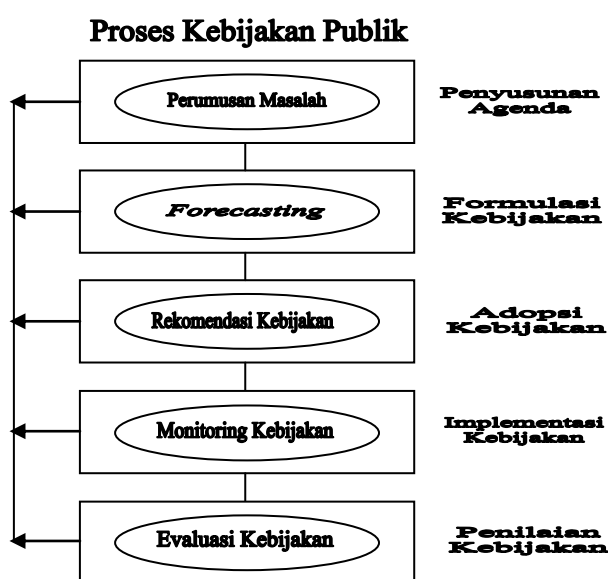 Proses Kebijakan Publik
Perumusan Masalah
Penyusunan
Agenda
Forecasting
Formulasi
Kebijakan
Rekomendasi Kebijakan
Adopsi
Kebijakan
Monitoring Kebijakan
Implementasi
Kebijakan
Evaluasi Kebijakan
Penilaian
Kebijakan